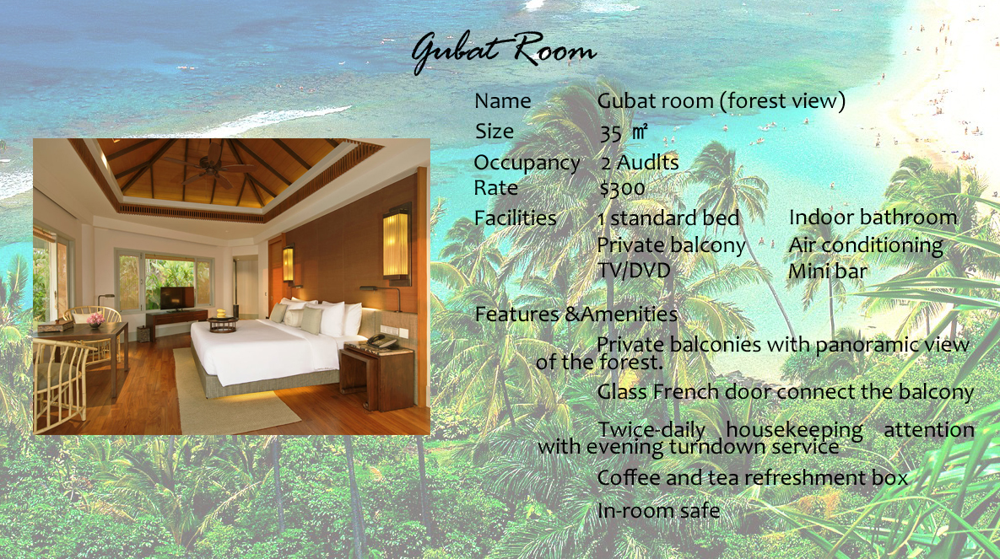 Gubat Room
Name Gubat room (forest view)
Size 35 ㎡
Occupancy 2 Audlts
Rate $300
Facilities 1 standard bed Indoor bathroom
Private balcony Air conditioning
TV/DVD Mini bar
Features &Amenities
Private balconies with panoramic view
of the forest.
Glass French door connect the balcony
Twice-daily housekeeping attention
with evening turndown service
Coffee and tea refreshment box
In-room safe